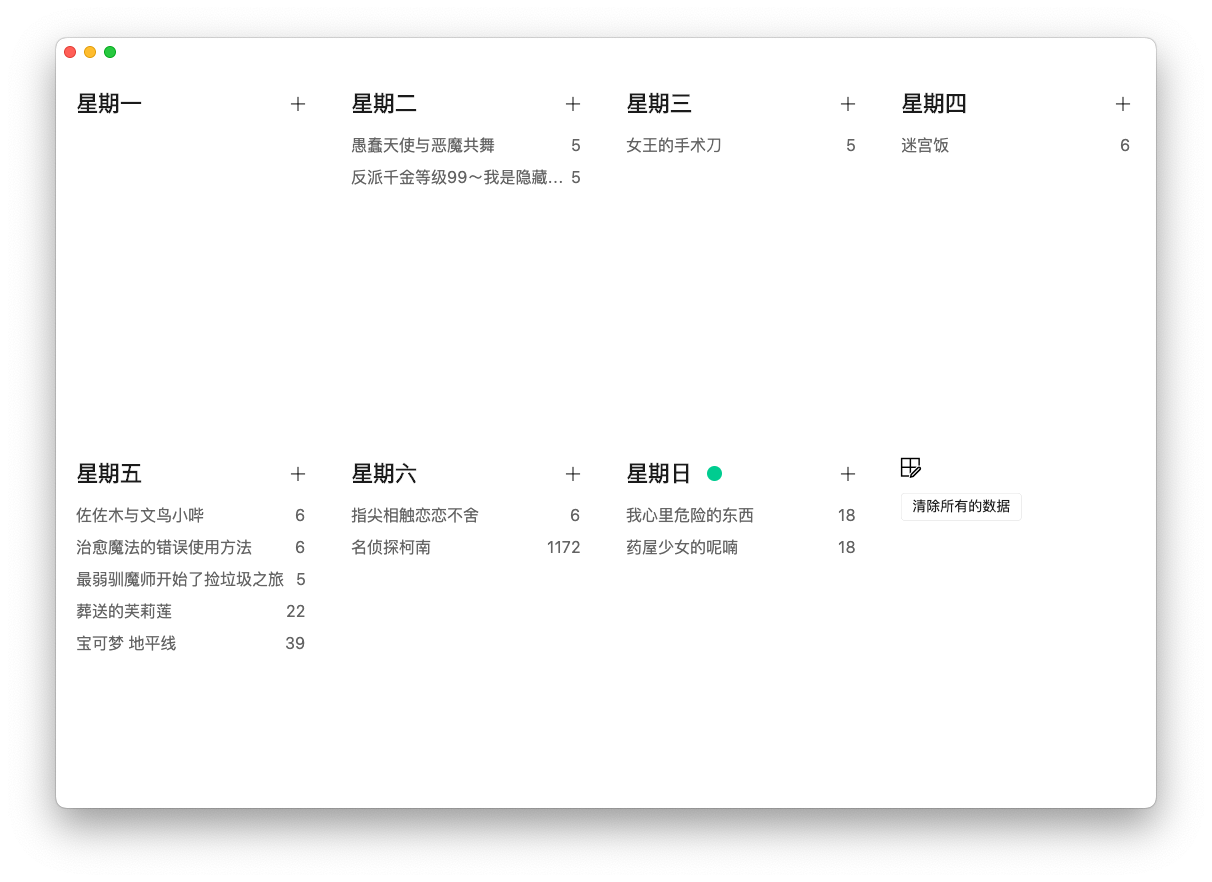 星期一
星期二
愚蠢天使与恶魔共舞 5
反派千金等级99～我是隐藏... 5
星期三
女王的手术刀 5
星期四
迷宫饭 6
星期五
佐佐木与文鸟小哔 6
治愈魔法的错误使用方法 6
最弱驯魔师开始了捡垃圾之旅 5
葬送的芙莉莲 22
宝可梦 地平线 39
星期六
指尖相触恋恋不舍 6
名侦探柯南 1172
星期日
我心里危险的东西 18
药屋少女的呢喃 18
清除所有的数据